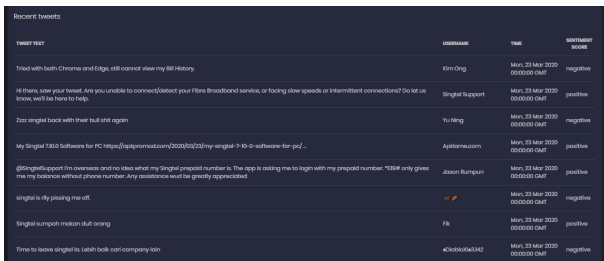 Recent tweets
TWEET TEXT USERNAME TIME SENTIMENT SCORE
Tried with both Chrome and Edge, still cannot view my Bill History. Kim Ong Mon, 23 Mar 2020 00:00:00 GMT negative
Hi there, saw your tweet. Are you unable to connect/detect your Fibre Broadband service, or facing slow speeds or intermittent connections? Do let us
know, we'll be here to help. Singtel Support Mon, 23 Mar 2020 00:00:00 GMT positive
Zzzz singtel back with their bull shit again Yu Ning Mon, 23 Mar 2020 00:00:00 GMT negative
My Singtel 7.10.0 Software for PC https://apkpromod.com/2020/03/23/my-singtel-7-10-0-software-for-pc/ … Apklame.com Mon, 23 Mar 2020 00:00:00 GMT positive
@SingtelSupport I'm overseas and no idea what my Singtel prepaid number is. The app is asking me to login with my prepaid number. *139# only gives
me my balance without phone number. Any assistance wud be greatly appreciated Jason Rumpun Mon, 23 Mar 2020 00:00:00 GMT positive
singtel is rlly pissing me off. Mon, 23 Mar 2020 00:00:00 GMT negative
Singtel sumpah makan duit orang Fik Mon, 23 Mar 2020 00:00:00 GMT positive
Time to leave singtel la. Lebih baik cari company lain Mon, 23 Mar 2020 00:00:00 GMT negative